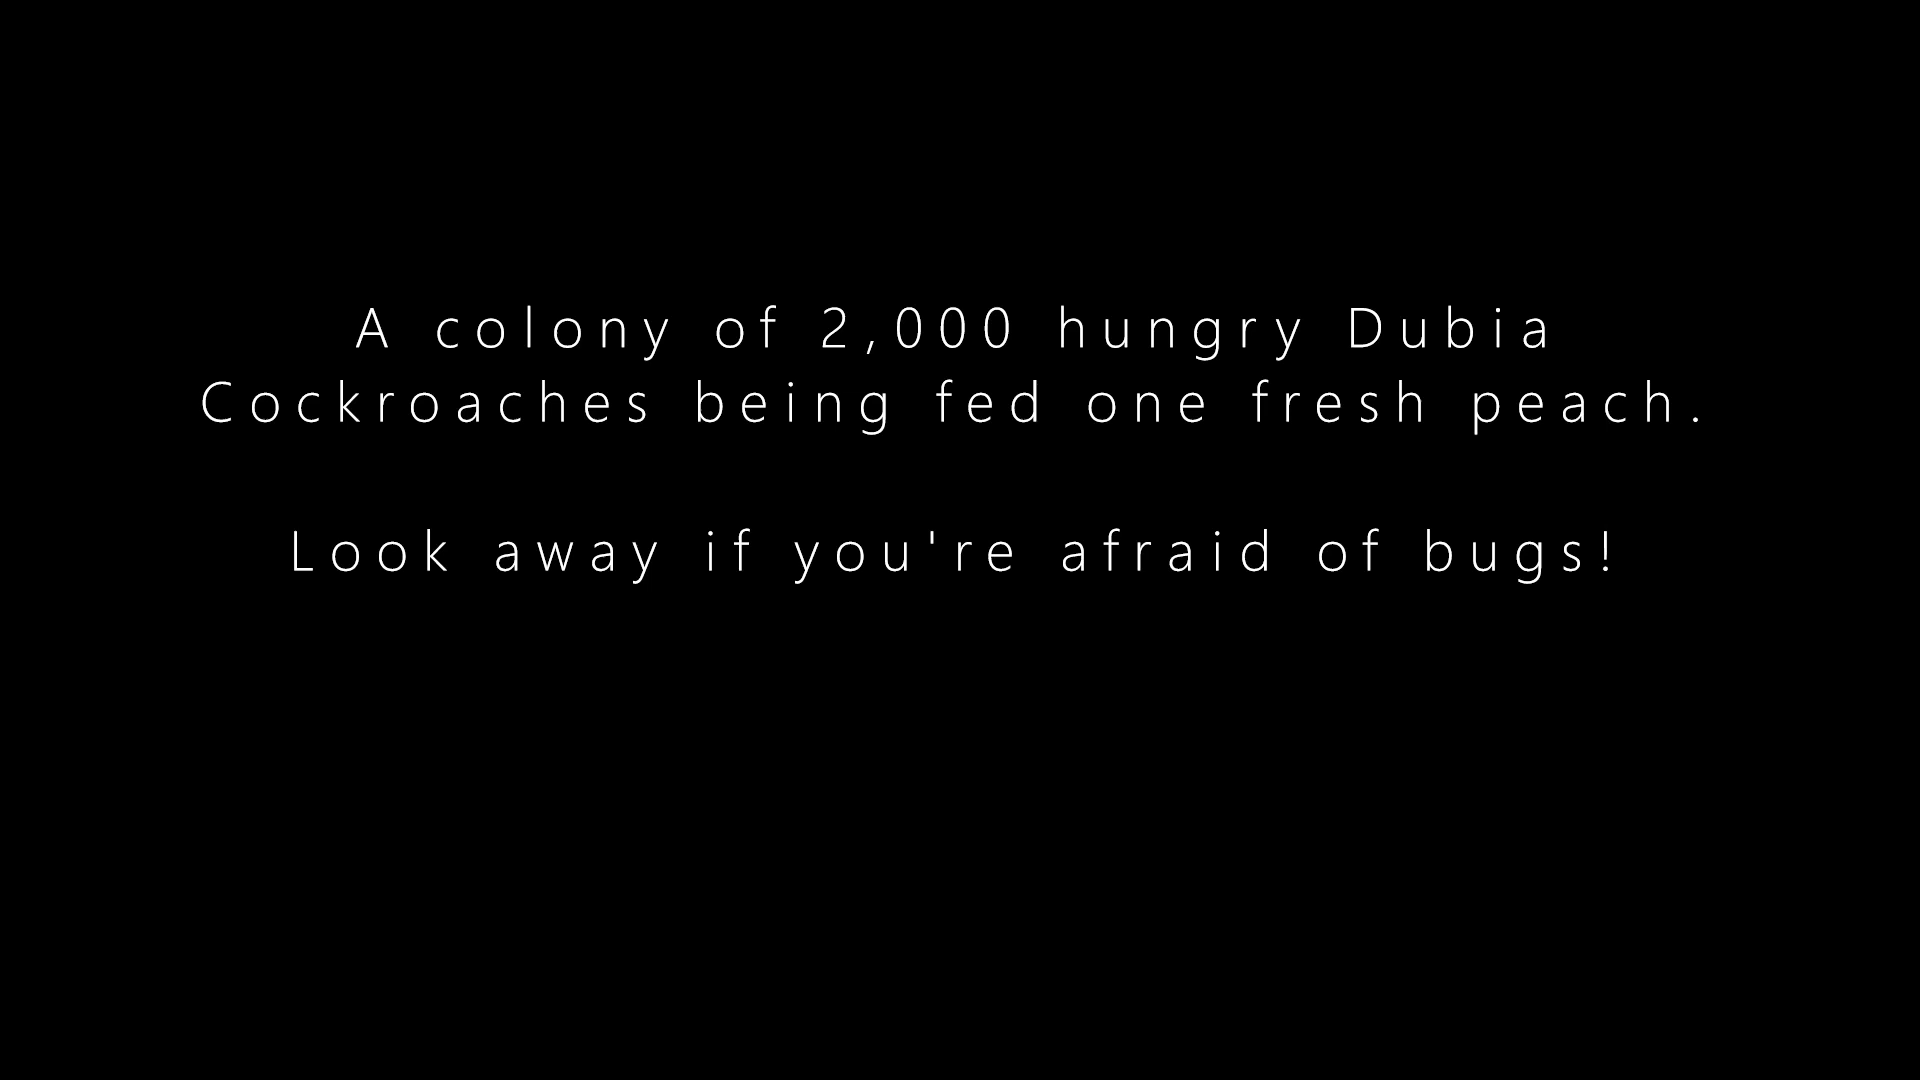 A colony of 2,000 hungry Dubia
Cockroaches being fed one fresh peach.
Look away if you're afraid of bugs!